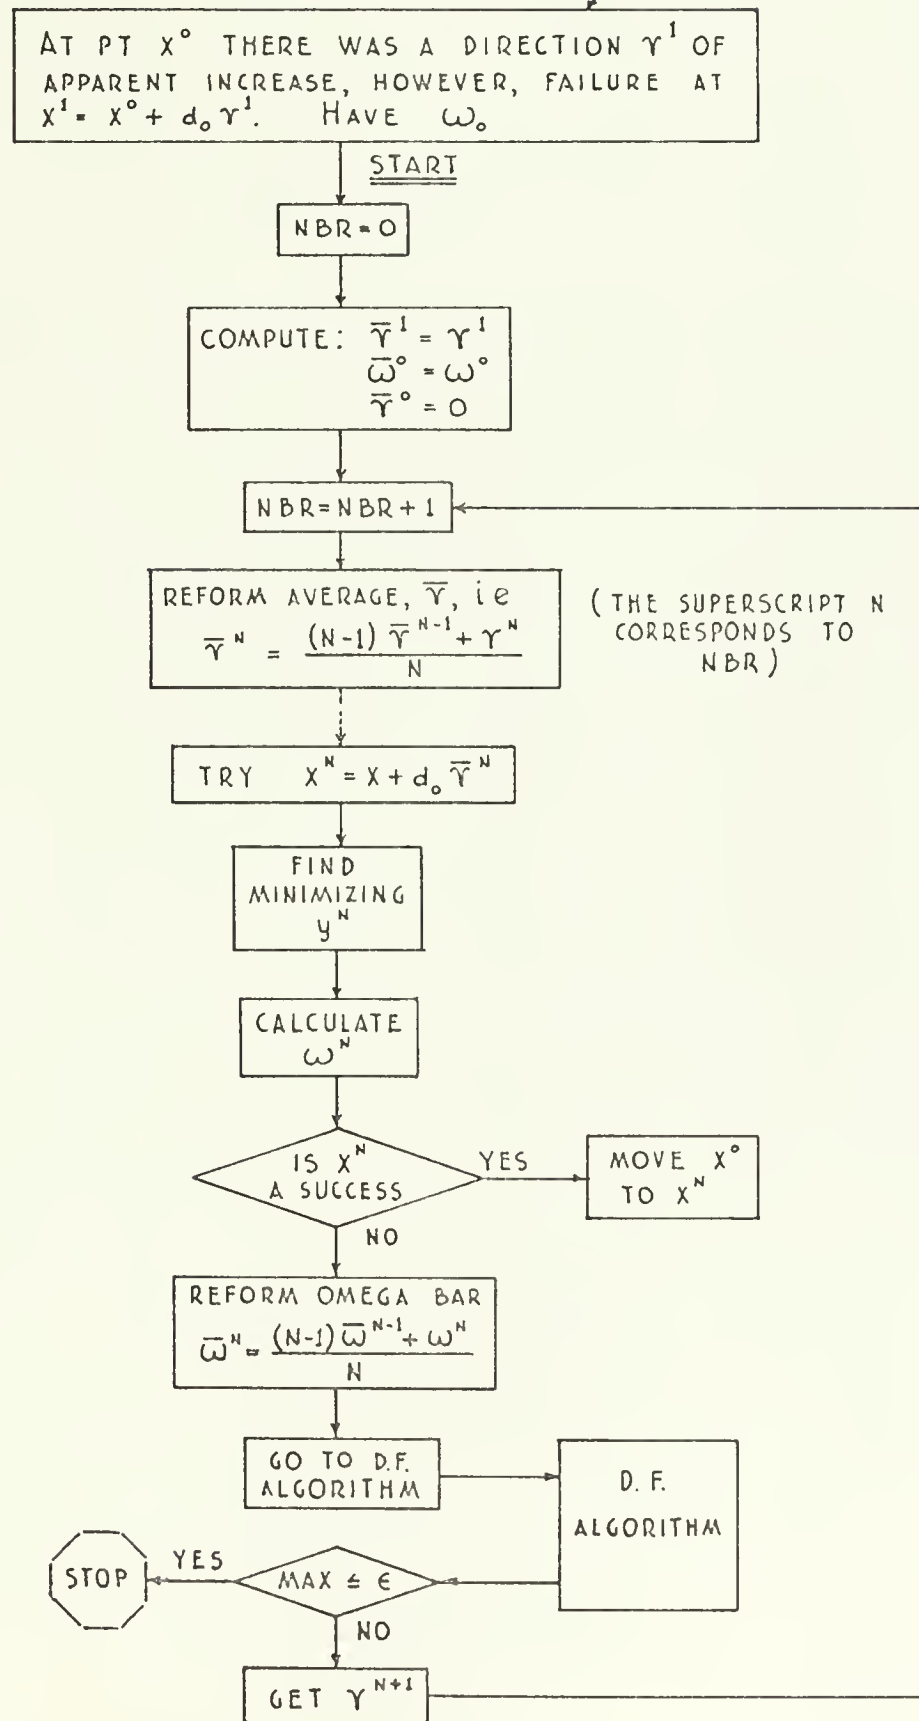 AT PT X° THERE WAS A DIRECTION γ¹ OF
APPARENT INCREASE, HOWEVER, FAILURE AT
X¹ = X° + d₀ γ¹. HAVE ω₀
START
NBR = 0
COMPUTE: γ̅¹ = γ¹
ω̅° = ω°
γ̅° = 0
NBR = NBR + 1
REFORM AVERAGE, γ̅, ie
γ̅ᴺ = (N-1) γ̅ᴺ⁻¹ + γᴺ
N
(THE SUPERSCRIPT N
CORRESPONDS TO
NBR)
TRY Xᴺ = X + d₀ γ̅ᴺ
FIND
MINIMIZING
yᴺ
CALCULATE
ωᴺ
IS Xᴺ
A SUCCESS
YES
MOVE X°
TO Xᴺ
NO
REFORM OMEGA BAR
ω̅ᴺ = (N-1) ω̅ᴺ⁻¹ + ωᴺ
N
GO TO D.F.
ALGORITHM
D. F.
ALGORITHM
MAX ≤ ϵ
YES
STOP
NO
GET γᴺ⁺¹